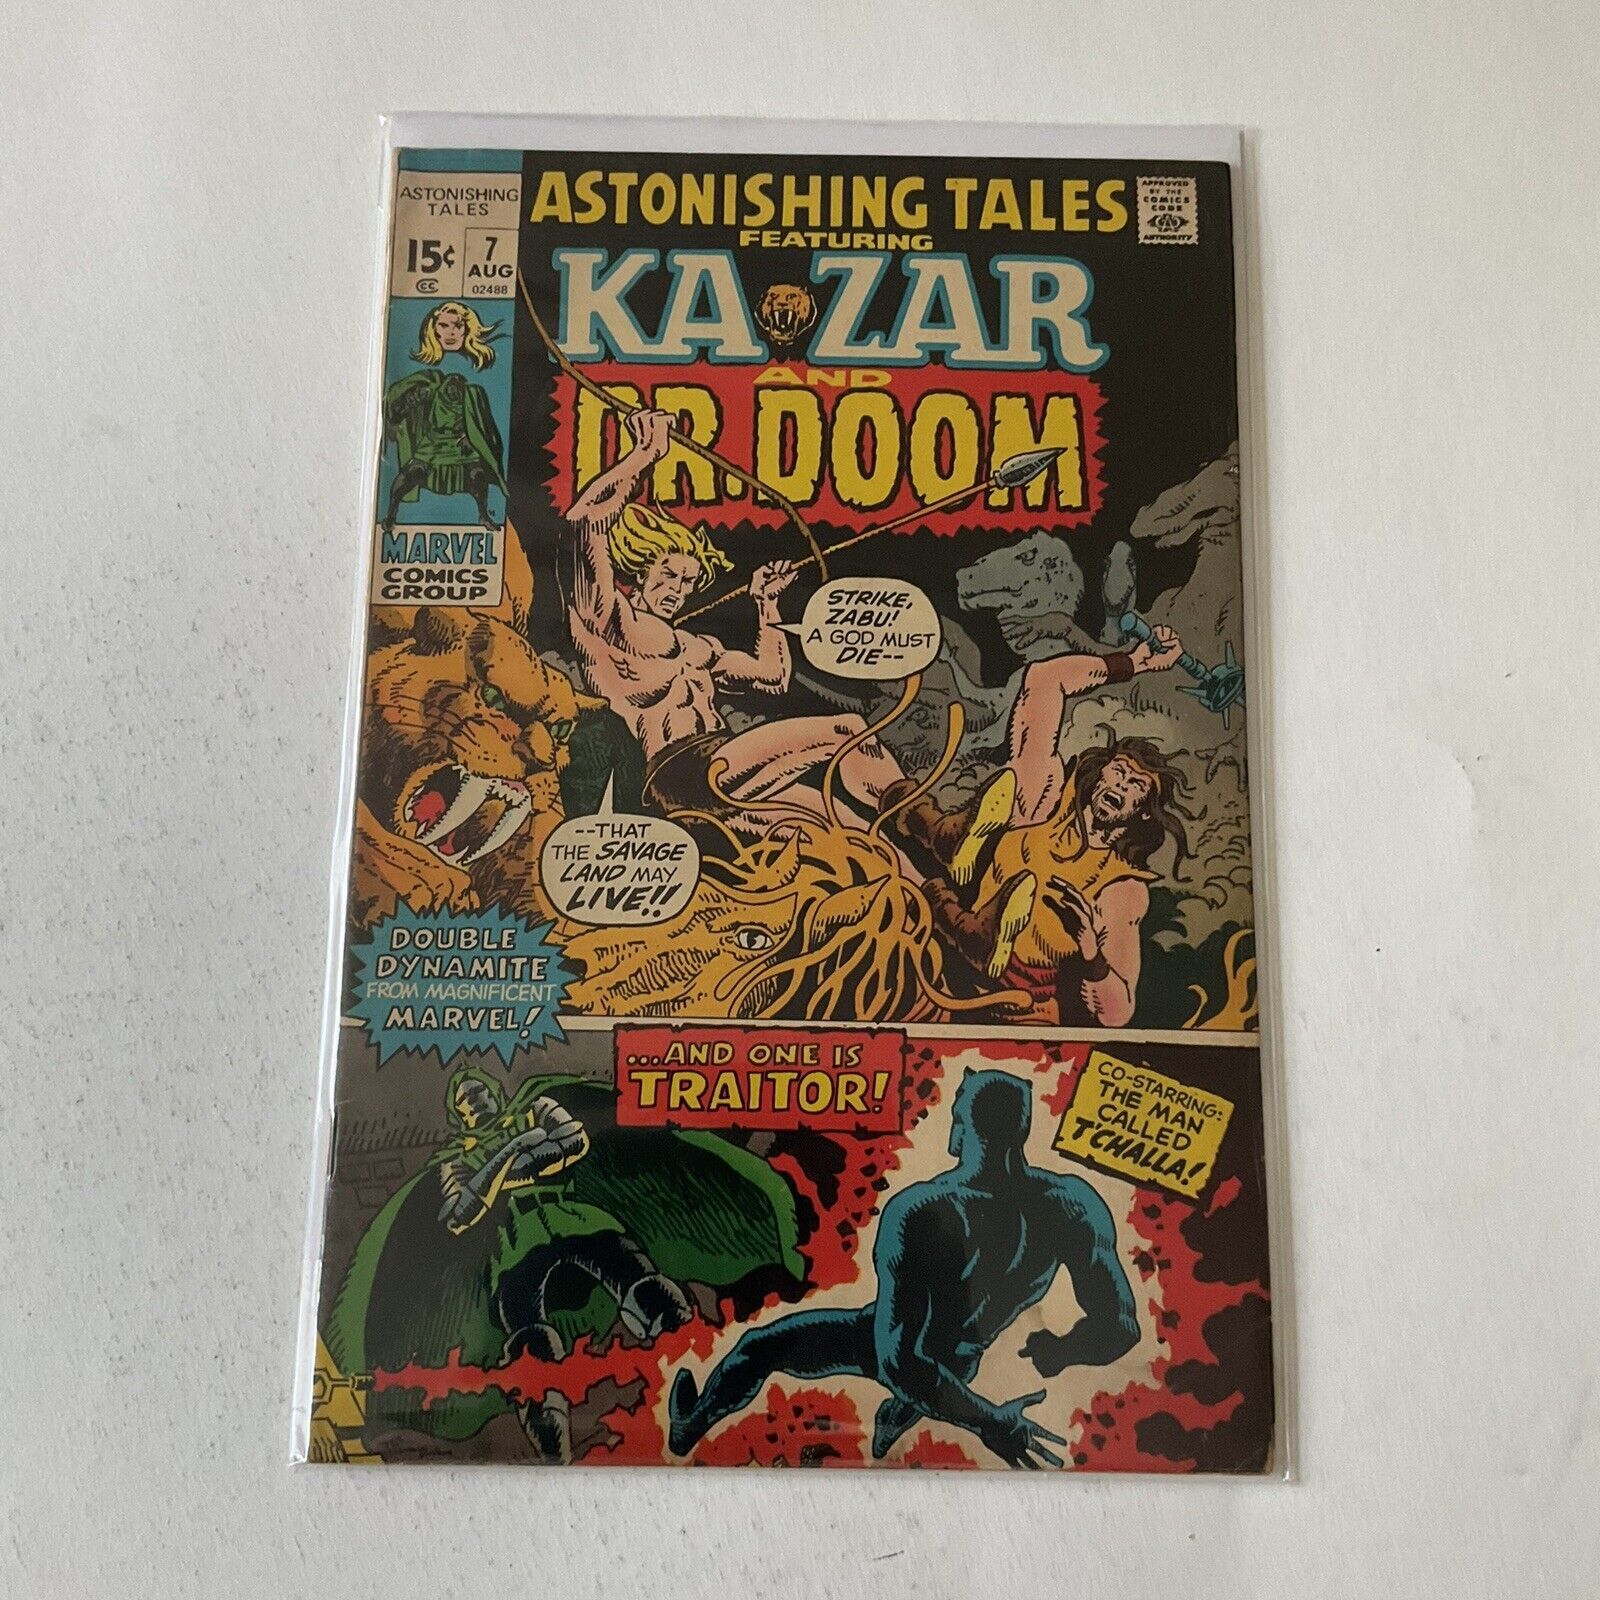 ASTONISHING
TALES
15¢
7
AUG
CC
02488
MARVEL
COMICS
GROUP
ASTONISHING TALES
FEATURING
KA-ZAR
AND
DR. DOOM
APPROVED
BY THE
COMICS
CODE
CA
AUTHORITY
STRIKE,
ZABU!
A GOD MUST
DIE--
--THAT
THE SAVAGE
LAND MAY
LIVE!!
DOUBLE
DYNAMITE
FROM MAGNIFICENT
MARVEL!
...AND ONE IS
TRAITOR!
CO-STARRING:
THE MAN
CALLED
T'CHALLA!